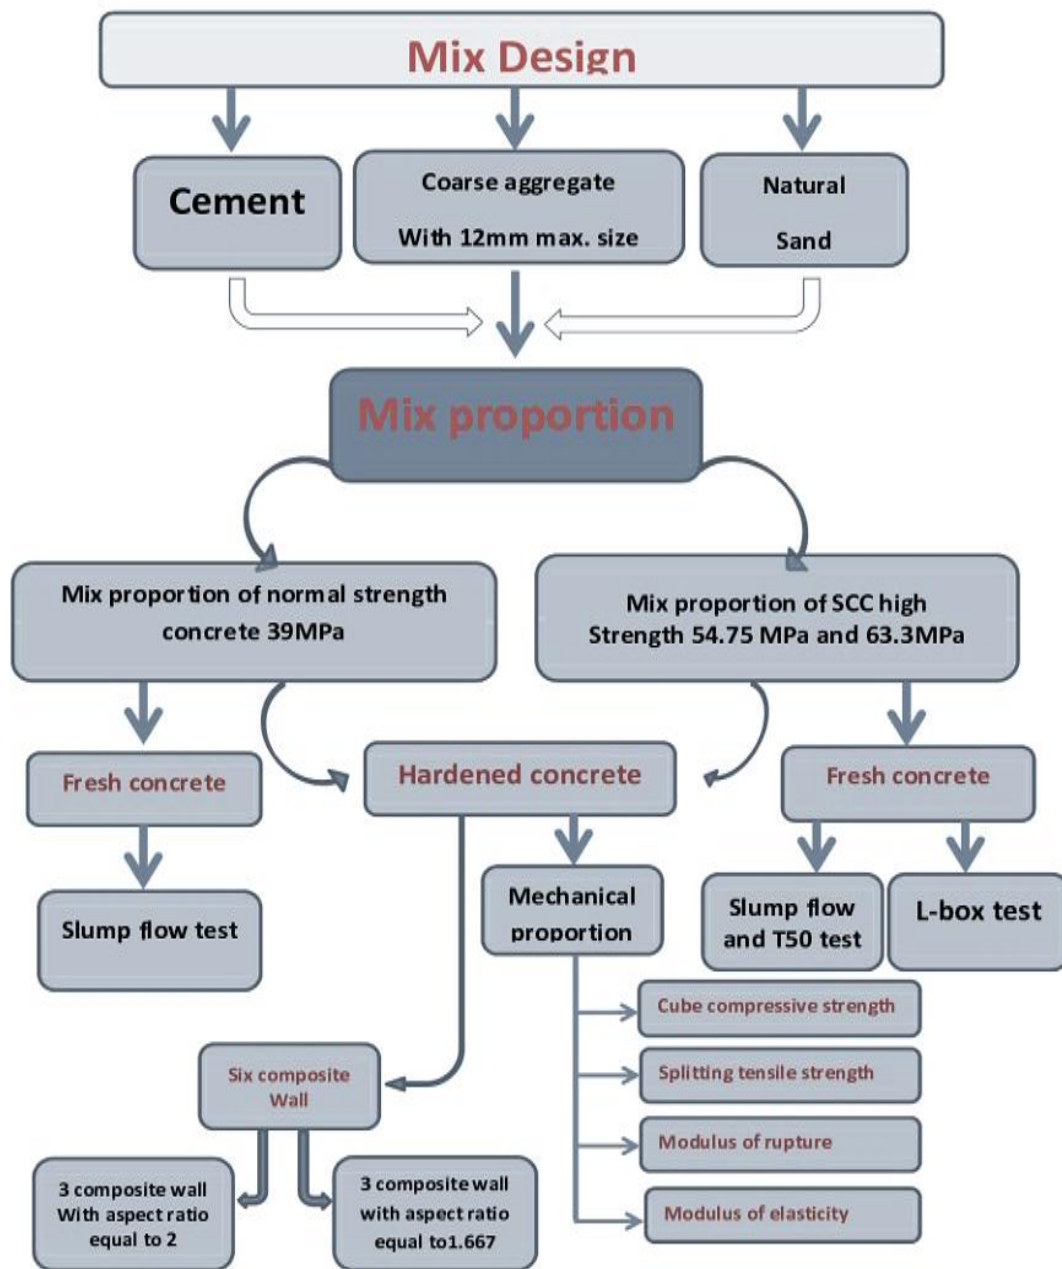 Mix Design
Cement
Coarse aggregate
With 12mm max. size
Natural
Sand
Mix proportion
Mix proportion of normal strength
concrete 39MPa
Mix proportion of SCC high
Strength 54.75 MPa and 63.3MPa
Fresh concrete
Hardened concrete
Fresh concrete
Slump flow test
Mechanical
proportion
Slump flow
and T50 test
L-box test
Cube compressive strength
Splitting tensile strength
Modulus of rupture
Modulus of elasticity
Six composite
Wall
3 composite wall
With aspect ratio
equal to 2
3 composite wall
with aspect ratio
equal to1.667